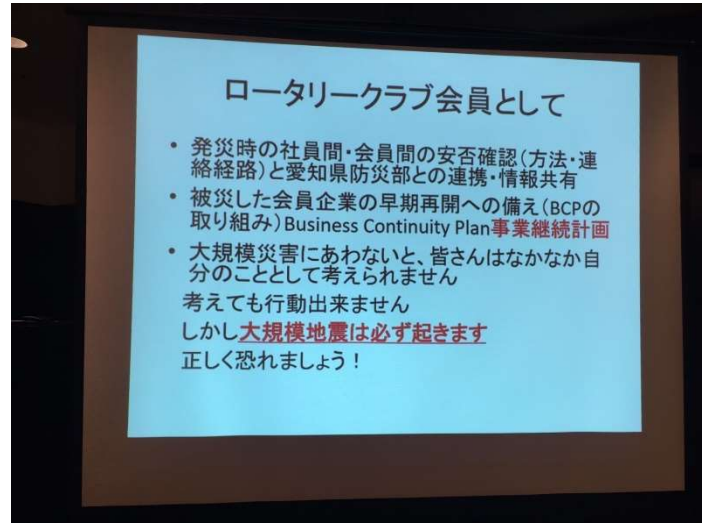 ロータリークラブ会員として
• 発災時の社員間・会員間の安否確認（方法・連
絡経路）と愛知県防災部との連携・情報共有
• 被災した会員企業の早期再開への備え（BCPの
取り組み）Business Continuity Plan事業継続計画
• 大規模災害にあわないと、皆さんはなかなか自
分のこととして考えられません
考えても行動出来ません
しかし大規模地震は必ず起きます
正しく恐れましょう！